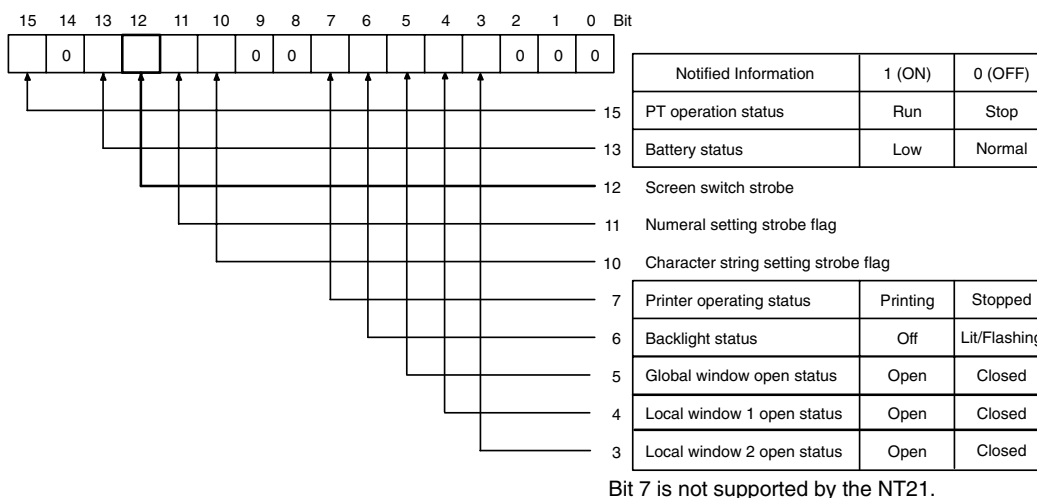 15 14 13 12 11 10 9 8 7 6 5 4 3 2 1 0 Bit
0 0 0 0 0 0
Notified Information 1 (ON) 0 (OFF)
15 PT operation status Run Stop
13 Battery status Low Normal
12 Screen switch strobe
11 Numeral setting strobe flag
10 Character string setting strobe flag
7 Printer operating status Printing Stopped
6 Backlight status Off Lit/Flashing
5 Global window open status Open Closed
4 Local window 1 open status Open Closed
3 Local window 2 open status Open Closed
Bit 7 is not supported by the NT21.